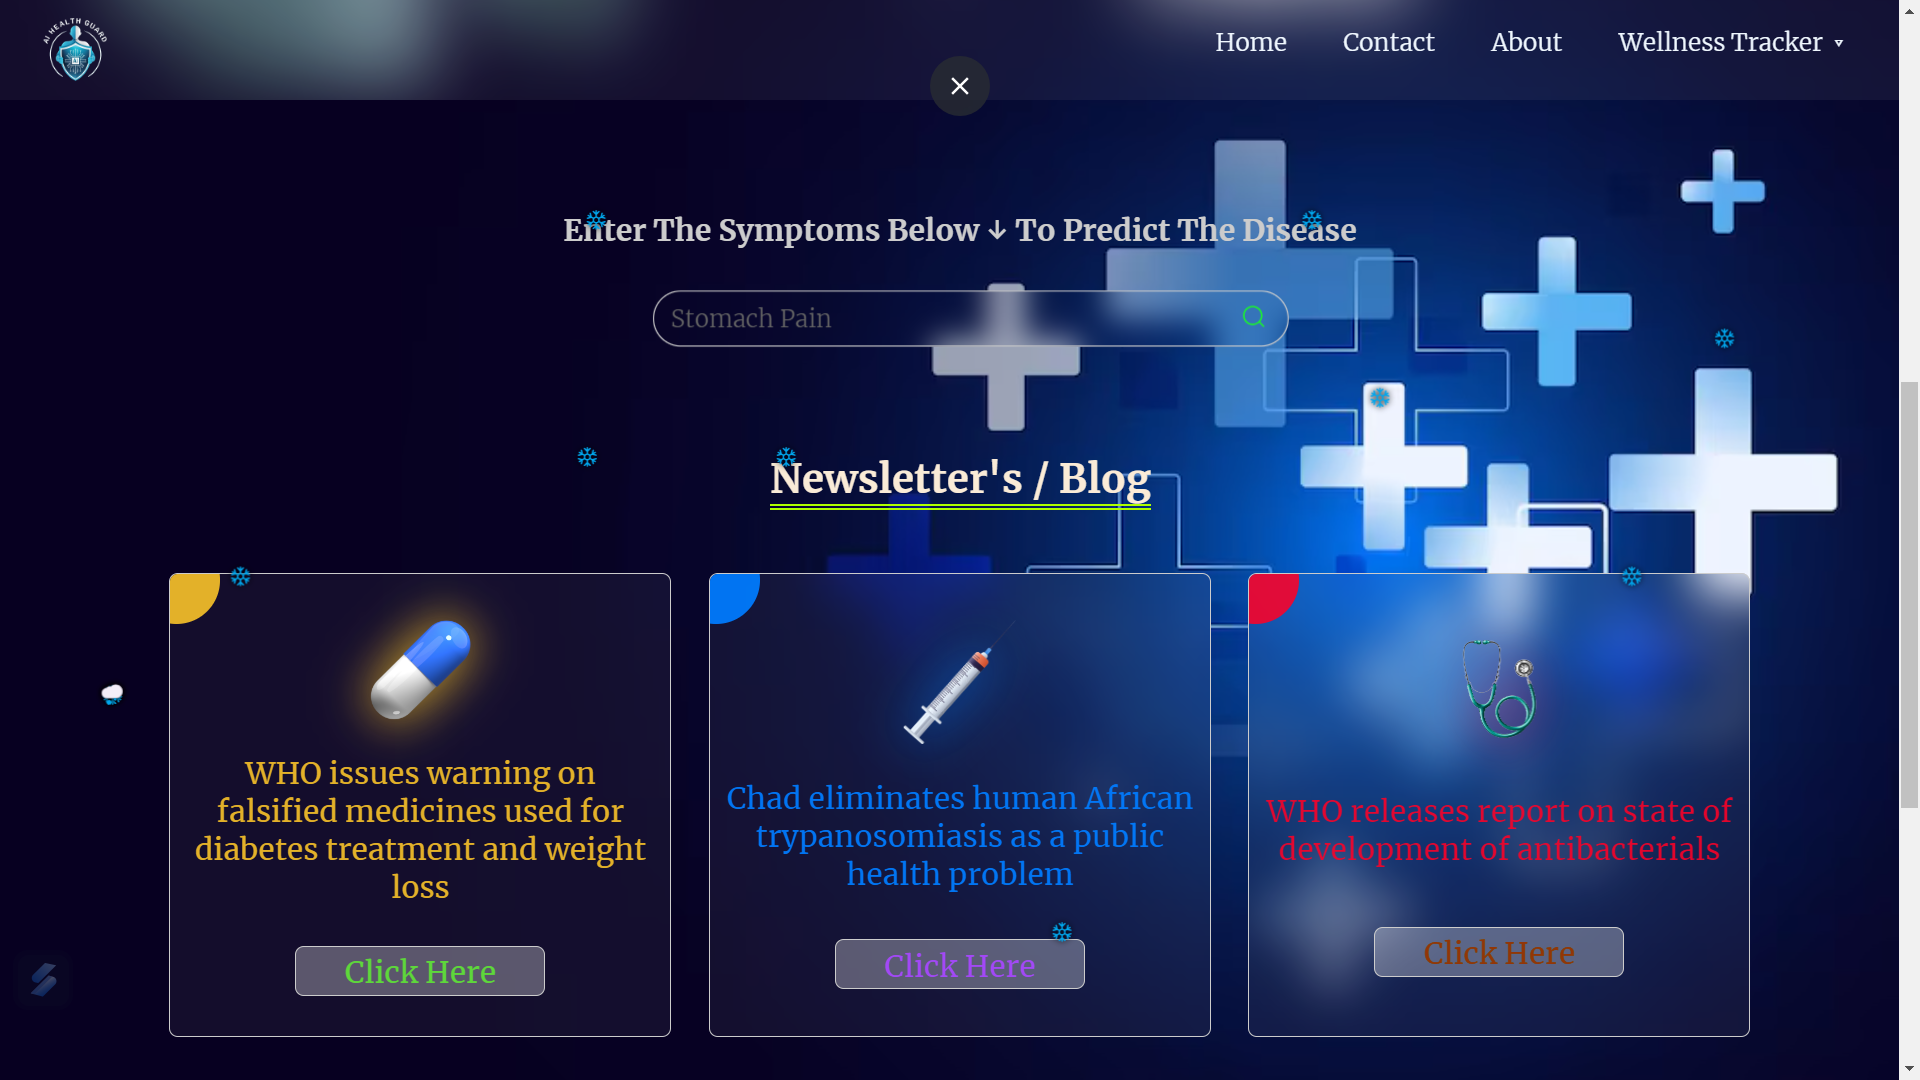 AI HEALTH GUARD
AI
Home
Contact
About
Wellness Tracker
Enter The Symptoms Below ↓ To Predict The Disease
Stomach Pain
Newsletter's / Blog
WHO issues warning on
falsified medicines used for
diabetes treatment and weight
loss
Click Here
Chad eliminates human African
trypanosomiasis as a public
health problem
Click Here
WHO releases report on state of
development of antibacterials
Click Here